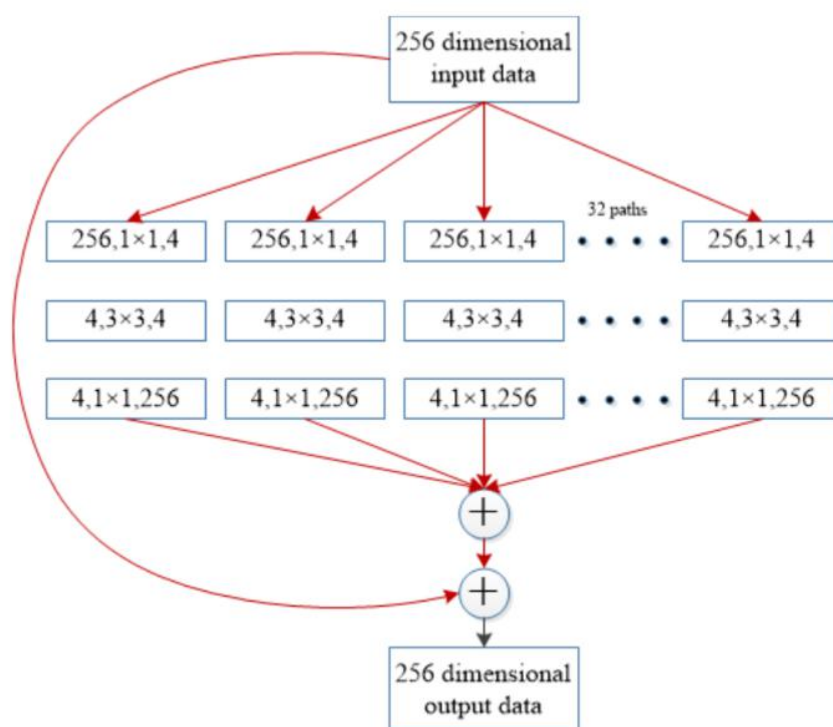 256 dimensional
input data
32 paths
256,1×1,4
256,1×1,4
256,1×1,4
256,1×1,4
4,3×3,4
4,3×3,4
4,3×3,4
4,3×3,4
4,1×1,256
4,1×1,256
4,1×1,256
4,1×1,256
+
+
256 dimensional
output data